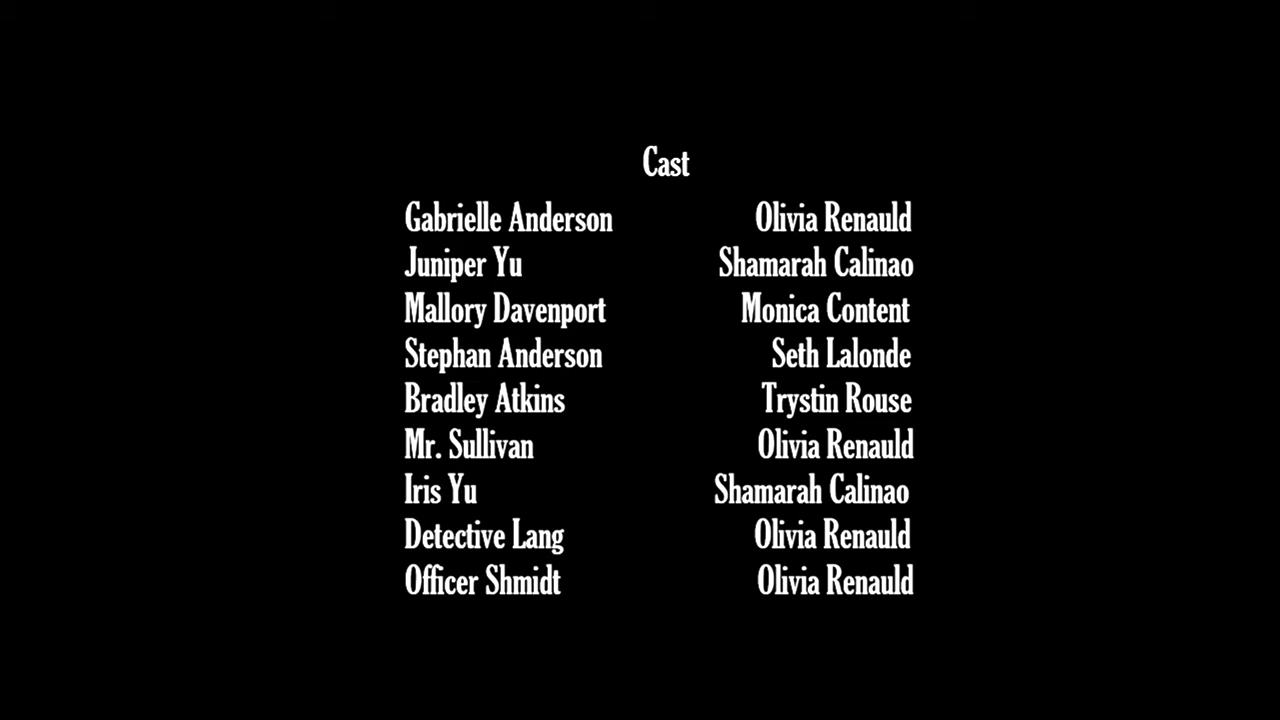 Cast
Gabrielle Anderson Olivia Renauld
Juniper Yu Shamarah Calinao
Mallory Davenport Monica Content
Stephan Anderson Seth Lalonde
Bradley Atkins Trystin Rouse
Mr. Sullivan Olivia Renauld
Iris Yu Shamarah Calinao
Detective Lang Olivia Renauld
Officer Shmidt Olivia Renauld